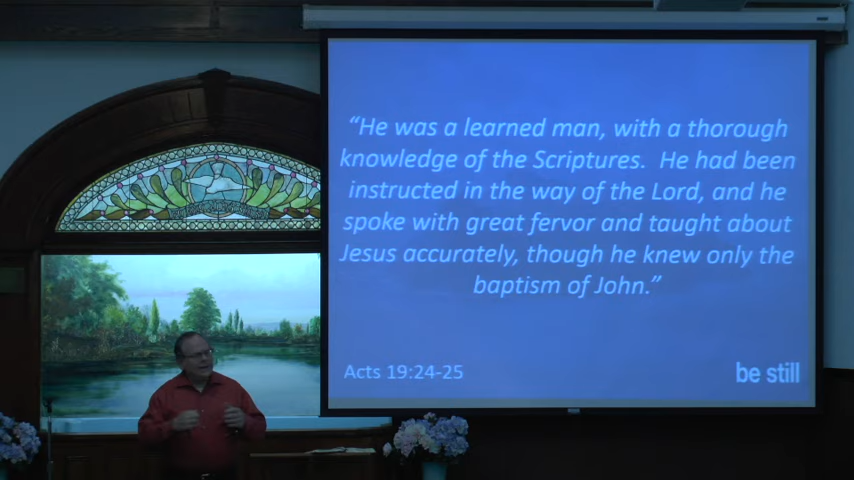 “He was a learned man, with a thorough
knowledge of the Scriptures.  He had been
instructed in the way of the Lord, and he
spoke with great fervor and taught about
Jesus accurately, though he knew only the
baptism of John.”
Acts 19:24-25
be still